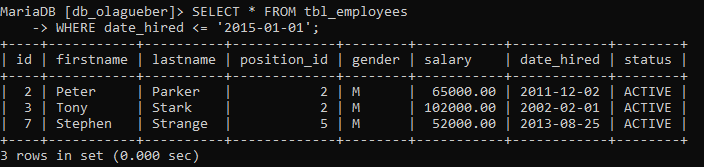 MariaDB [db_olagueber]> SELECT * FROM tbl_employees
    -> WHERE date_hired <= '2015-01-01';
+----+-----------+----------+-------------+--------+-----------+------------+--------+
| id | firstname | lastname | position_id | gender | salary    | date_hired | status |
+----+-----------+----------+-------------+--------+-----------+------------+--------+
|  2 | Peter     | Parker   |           2 | M      |  65000.00 | 2011-12-02 | ACTIVE |
|  3 | Tony      | Stark    |           2 | M      | 102000.00 | 2002-02-01 | ACTIVE |
|  7 | Stephen   | Strange  |           5 | M      |  52000.00 | 2013-08-25 | ACTIVE |
+----+-----------+----------+-------------+--------+-----------+------------+--------+
3 rows in set (0.000 sec)